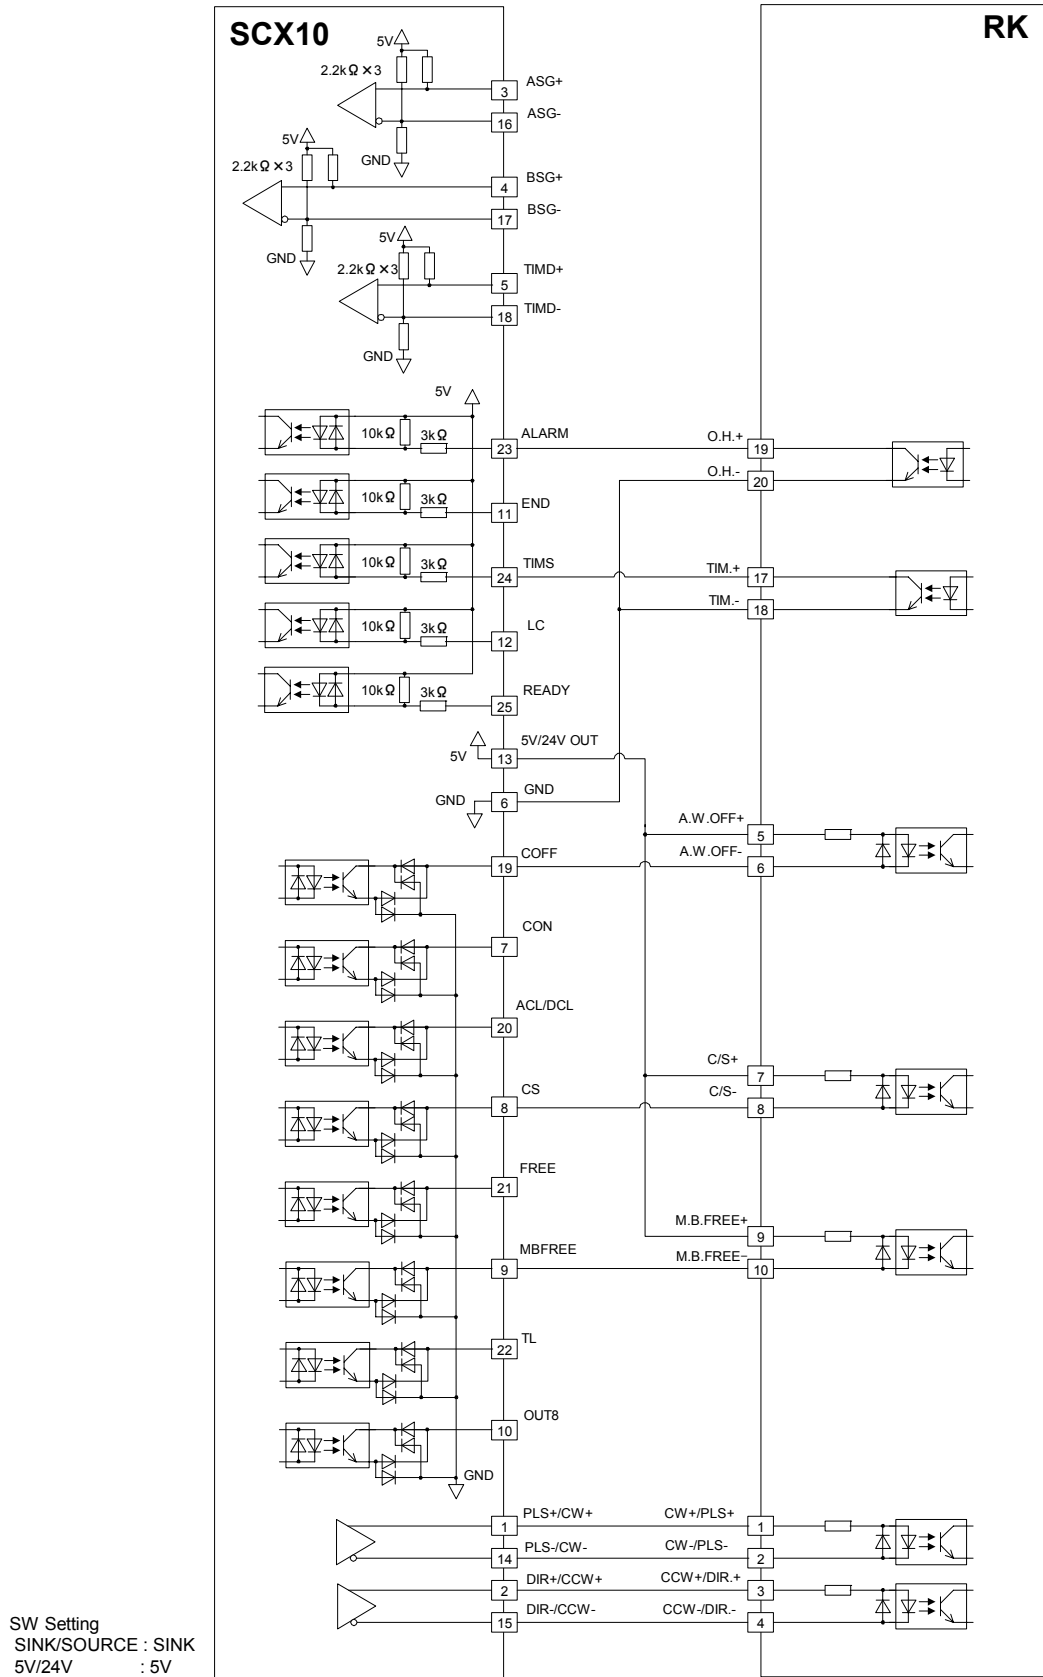 SCX10
RK
5V
2.2kΩ×3
3
ASG+
16
ASG-
GND
5V
2.2kΩ×3
4
BSG+
17
BSG-
GND
5V
2.2kΩ×3
5
TIMD+
18
TIMD-
GND
5V
10kΩ
3kΩ
23
ALARM
O.H.+
19
O.H.-
20
10kΩ
3kΩ
11
END
10kΩ
3kΩ
24
TIMS
TIM.+
17
TIM.-
18
10kΩ
3kΩ
12
LC
10kΩ
3kΩ
25
READY
5V
13
5V/24V OUT
GND
6
GND
A.W.OFF+
5
A.W.OFF-
6
19
COFF
7
CON
20
ACL/DCL
C/S+
7
C/S-
8
8
CS
21
FREE
M.B.FREE+
9
M.B.FREE−
10
9
MBFREE
22
TL
10
OUT8
GND
1
PLS+/CW+
CW+/PLS+
1
14
PLS-/CW-
CW-/PLS-
2
2
DIR+/CCW+
CCW+/DIR.+
3
15
DIR-/CCW-
CCW-/DIR.-
4
SW Setting
SINK/SOURCE : SINK
5V/24V : 5V